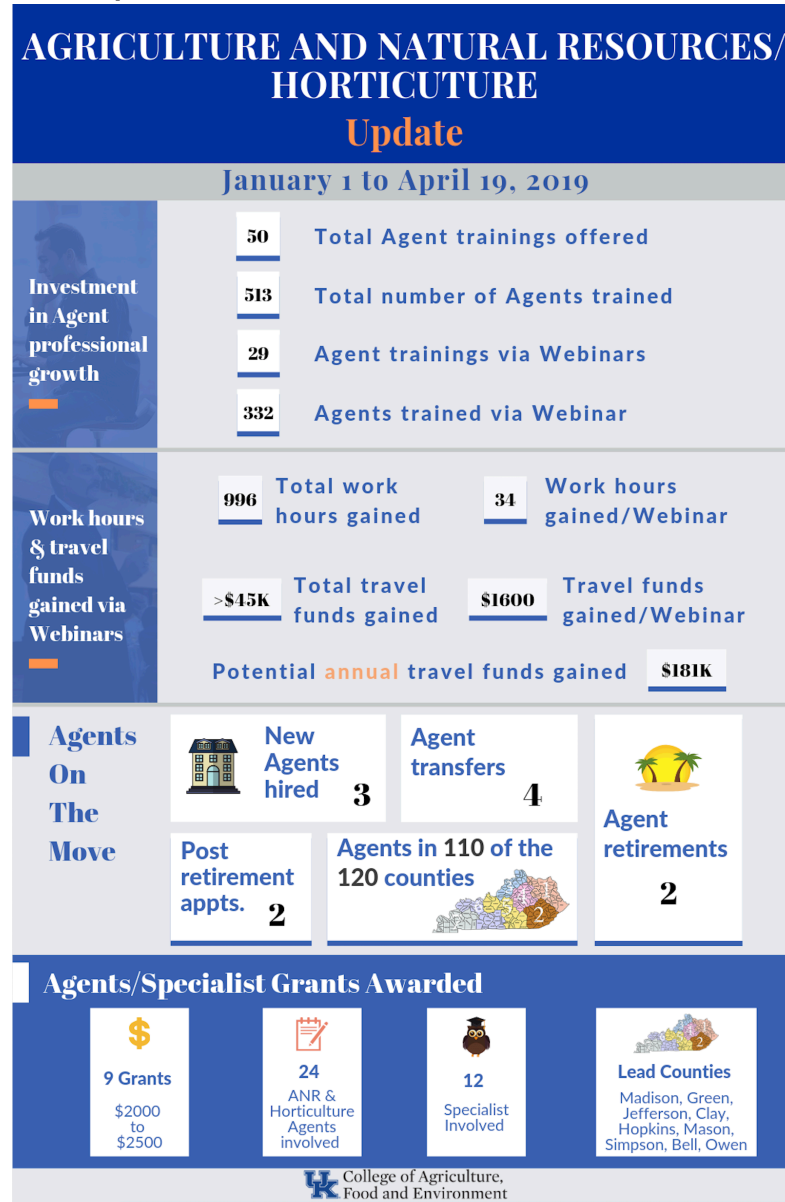 AGRICULTURE AND NATURAL RESOURCES/
HORTICUTURE
Update
January 1 to April 19, 2019
Investment
in Agent
professional
growth
50
Total Agent trainings offered
513
Total number of Agents trained
29
Agent trainings via Webinars
332
Agents trained via Webinar
Work hours
& travel
funds
gained via
Webinars
996
Total work
hours gained
34
Work hours
gained/Webinar
>$45K
Total travel
funds gained
$1600
Travel funds
gained/Webinar
Potential annual travel funds gained
$181K
Agents
On
The
Move
New
Agents
hired
3
Agent
transfers
4
Agent
retirements
2
Post
retirement
appts.
2
Agents in 110 of the
120 counties
2
Agents/Specialist Grants Awarded
9 Grants
$2000
to
$2500
24
ANR &
Horticulture
Agents
involved
12
Specialist
Involved
2
Lead Counties
Madison, Green,
Jefferson, Clay,
Hopkins, Mason,
Simpson, Bell, Owen
UK
College of Agriculture,
Food and Environment